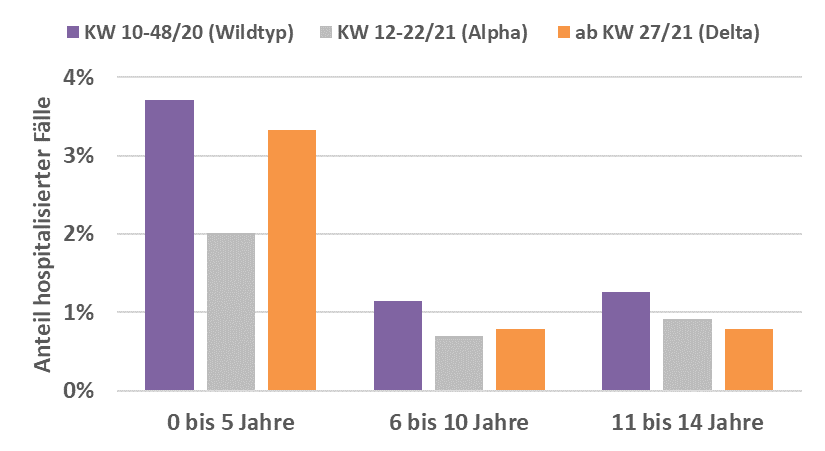 KW 10-48/20 (Wildtyp) KW 12-22/21 (Alpha) ab KW 27/21 (Delta)
Anteil hospitalisierter Fälle
4%
3%
2%
1%
0%
0 bis 5 Jahre 6 bis 10 Jahre 11 bis 14 Jahre